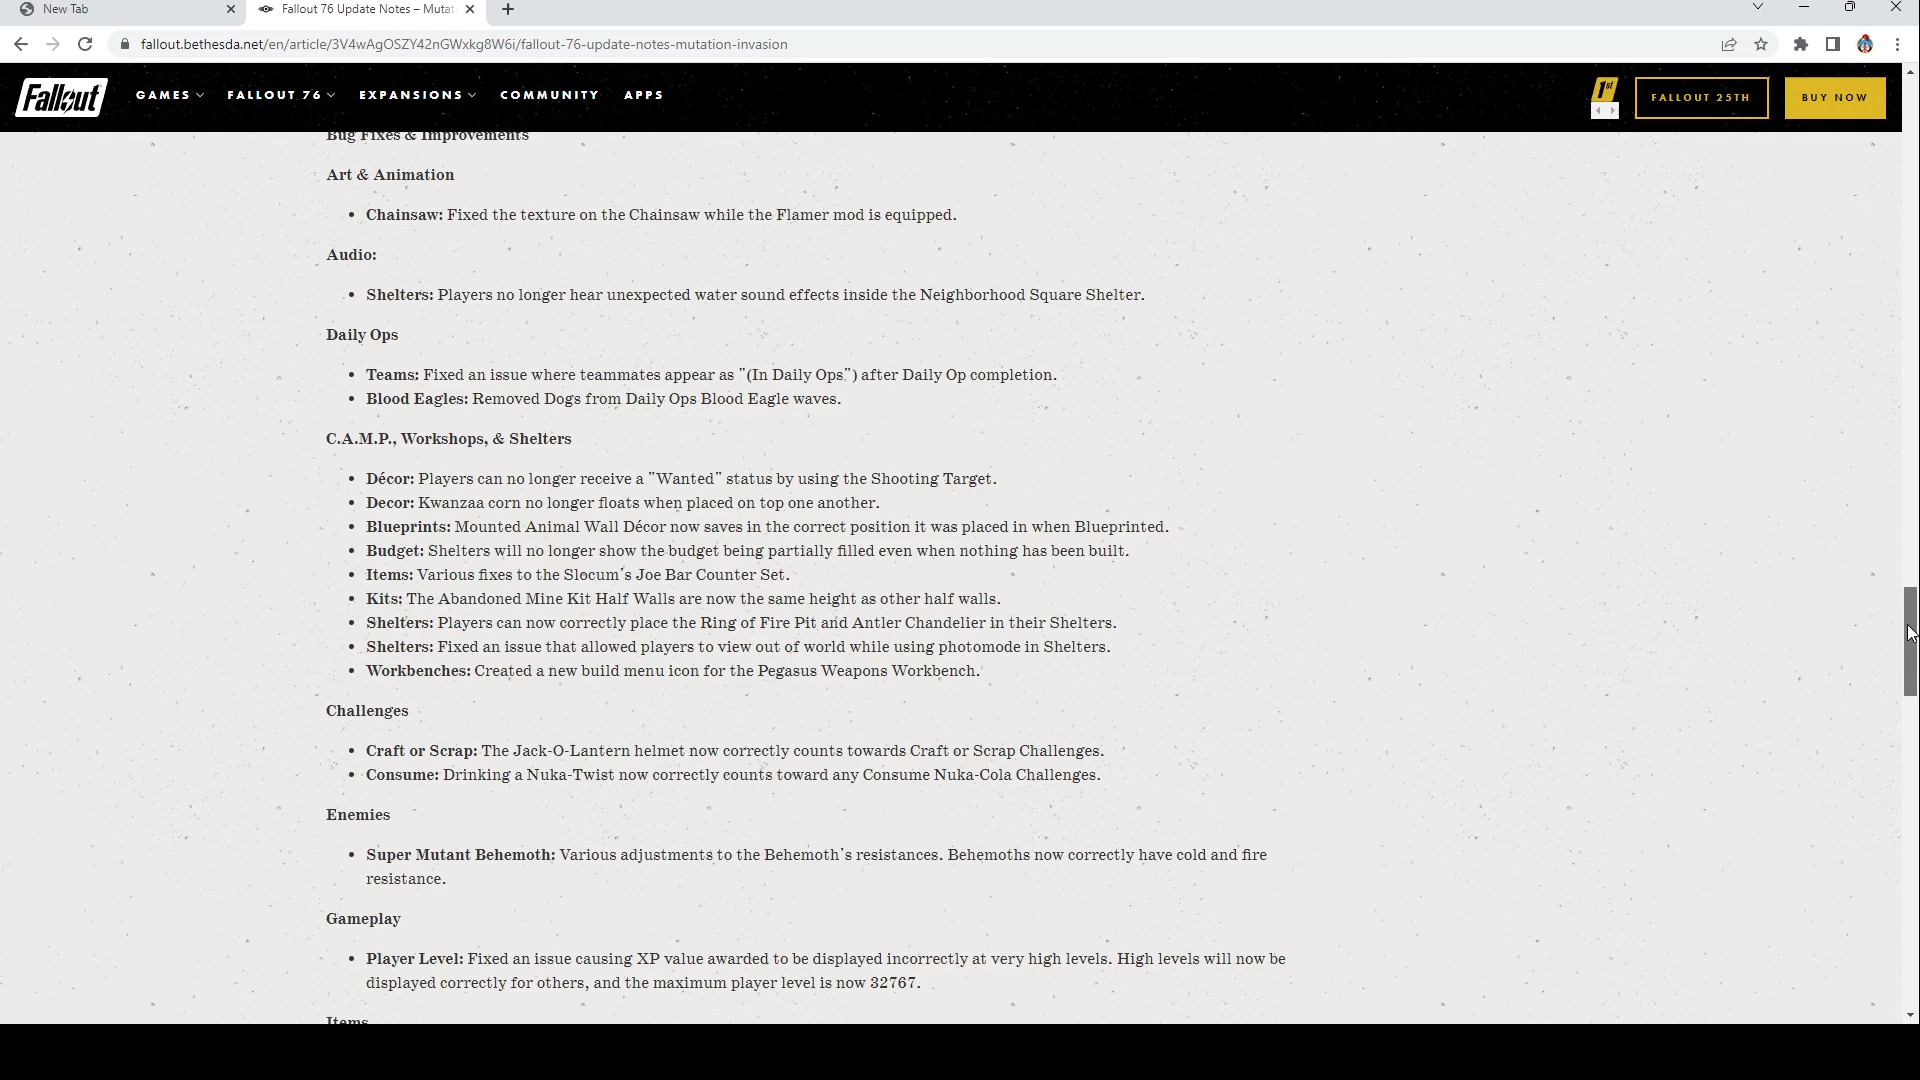 New Tab
Fallout 76 Update Notes – Mutat
fallout.bethesda.net/en/article/3V4wAgOSZY42nGWxkg8W6i/fallout-76-update-notes-mutation-invasion
Fallout
GAMES
FALLOUT 76
EXPANSIONS
COMMUNITY
APPS
1st
FALLOUT 25TH
BUY NOW
Bug Fixes & Improvements
Art & Animation
• Chainsaw: Fixed the texture on the Chainsaw while the Flamer mod is equipped.
Audio:
• Shelters: Players no longer hear unexpected water sound effects inside the Neighborhood Square Shelter.
Daily Ops
• Teams: Fixed an issue where teammates appear as "(In Daily Ops") after Daily Op completion.
• Blood Eagles: Removed Dogs from Daily Ops Blood Eagle waves.
C.A.M.P., Workshops, & Shelters
• Décor: Players can no longer receive a "Wanted" status by using the Shooting Target.
• Decor: Kwanzaa corn no longer floats when placed on top one another.
• Blueprints: Mounted Animal Wall Décor now saves in the correct position it was placed in when Blueprinted.
• Budget: Shelters will no longer show the budget being partially filled even when nothing has been built.
• Items: Various fixes to the Slocum's Joe Bar Counter Set.
• Kits: The Abandoned Mine Kit Half Walls are now the same height as other half walls.
• Shelters: Players can now correctly place the Ring of Fire Pit and Antler Chandelier in their Shelters.
• Shelters: Fixed an issue that allowed players to view out of world while using photomode in Shelters.
• Workbenches: Created a new build menu icon for the Pegasus Weapons Workbench.
Challenges
• Craft or Scrap: The Jack-O-Lantern helmet now correctly counts towards Craft or Scrap Challenges.
• Consume: Drinking a Nuka-Twist now correctly counts toward any Consume Nuka-Cola Challenges.
Enemies
• Super Mutant Behemoth: Various adjustments to the Behemoth's resistances. Behemoths now correctly have cold and fire
resistance.
Gameplay
• Player Level: Fixed an issue causing XP value awarded to be displayed incorrectly at very high levels. High levels will now be
displayed correctly for others, and the maximum player level is now 32767.
Items